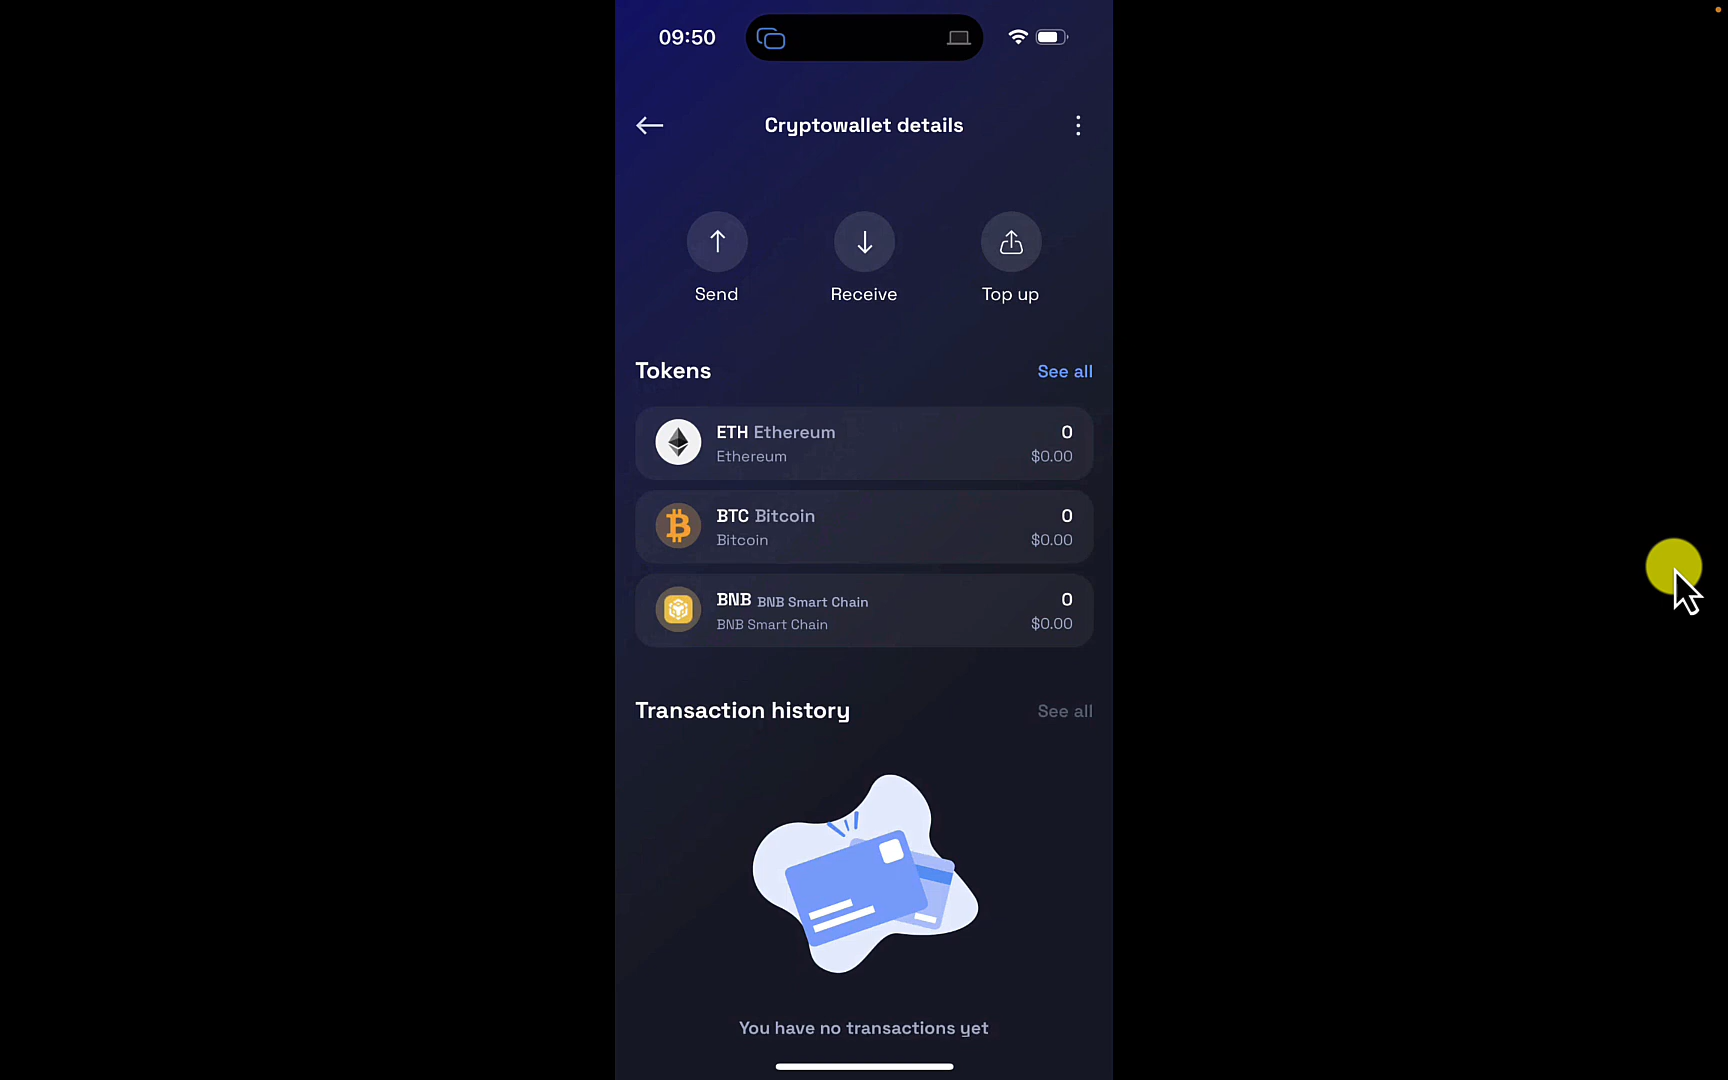 09:50
Cryptowallet details
Send
Receive
Top up
Tokens
See all
ETH Ethereum
0
Ethereum
$0.00
BTC Bitcoin
0
Bitcoin
$0.00
BNB BNB Smart Chain
0
BNB Smart Chain
$0.00
Transaction history
See all
You have no transactions yet